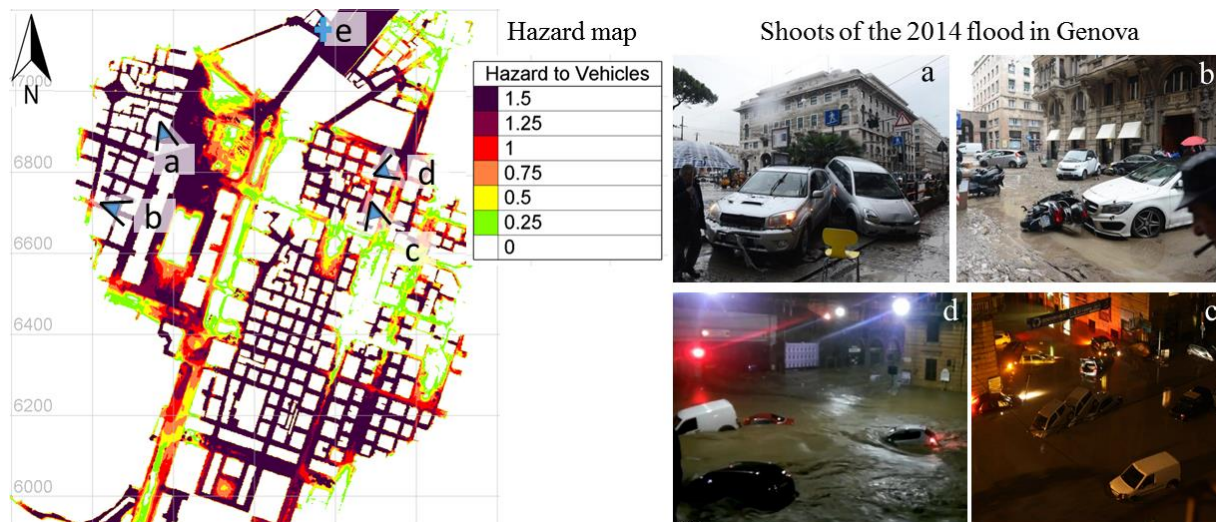 Hazard map
Shoots of the 2014 flood in Genova
N
7000
6800
6600
6400
6200
6000
e
a
d
b
c
Hazard to Vehicles
1.5
1.25
1
0.75
0.5
0.25
0
a
b
d
c